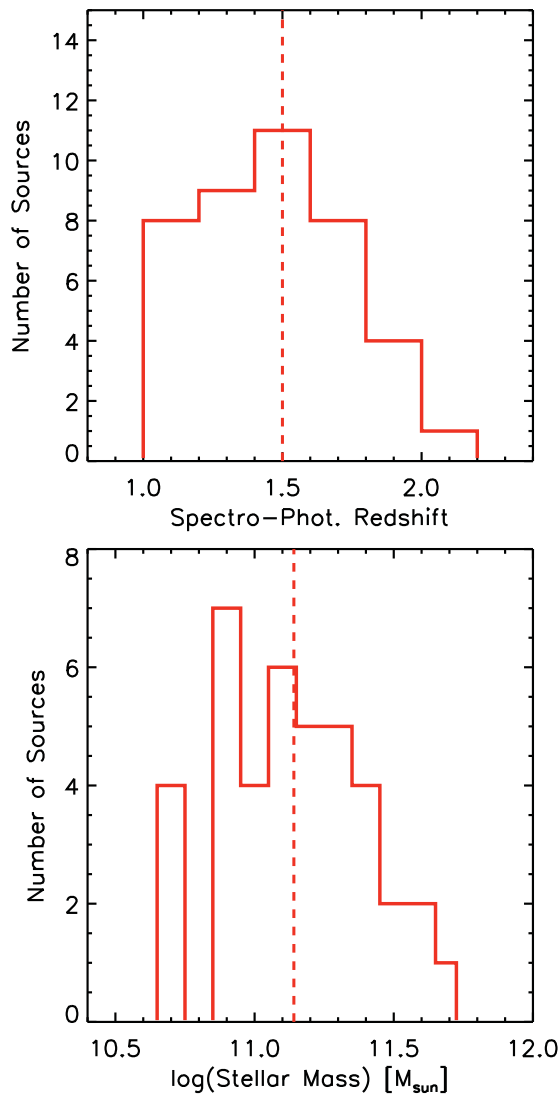 14
12
10
8
6
4
2
0
Number of Sources
1.0 1.5 2.0
Spectro-Phot. Redshift
8
6
4
2
0
Number of Sources
10.5 11.0 11.5 12.0
log(Stellar Mass) [Msun]